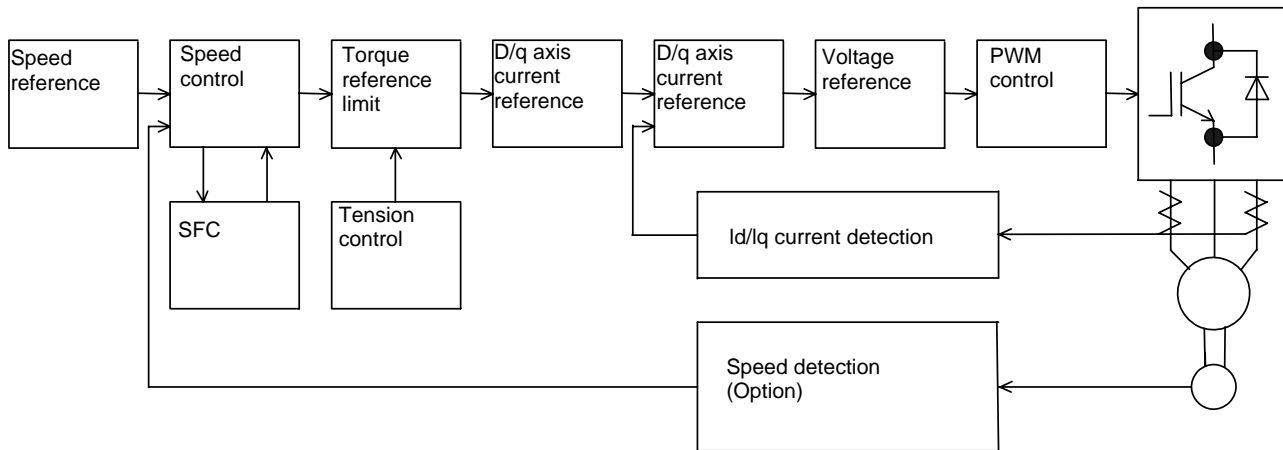 Speed
reference
Speed
control
Torque
reference
limit
D/q axis
current
reference
D/q axis
current
reference
Voltage
reference
PWM
control
SFC
Tension
control
Id/Iq current detection
Speed detection
(Option)